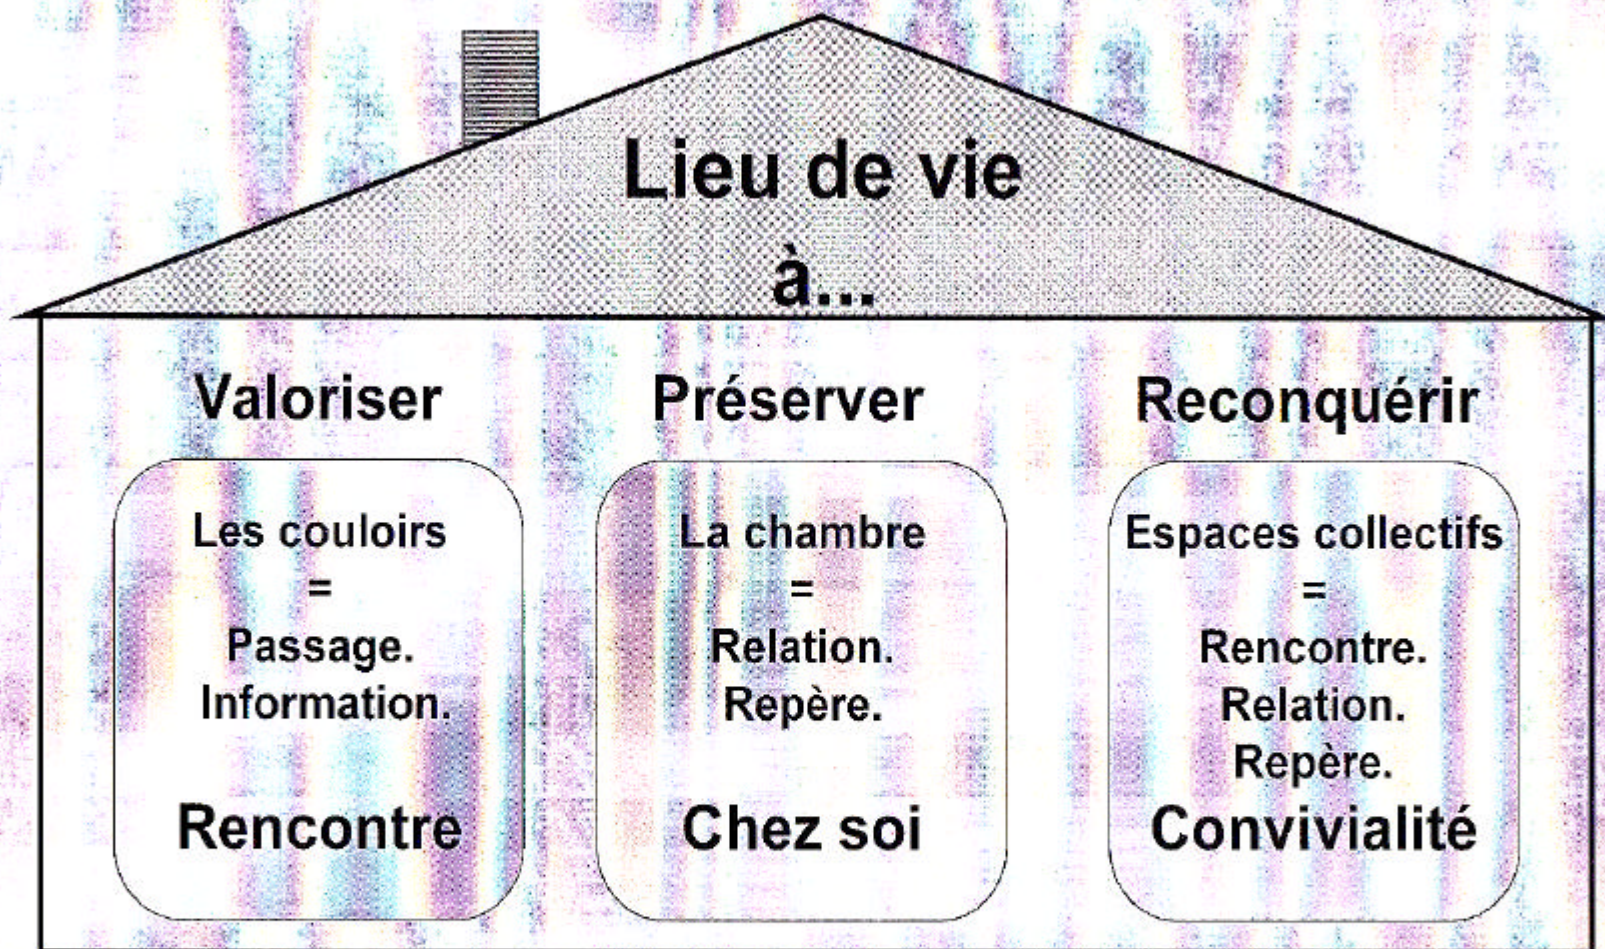 Lieu de vie
à...
Valoriser
Les couloirs
=
Passage.
Information.
Rencontre
Préserver
La chambre
=
Relation.
Repère.
Chez soi
Reconquérir
Espaces collectifs
=
Rencontre.
Relation.
Repère.
Convivialité